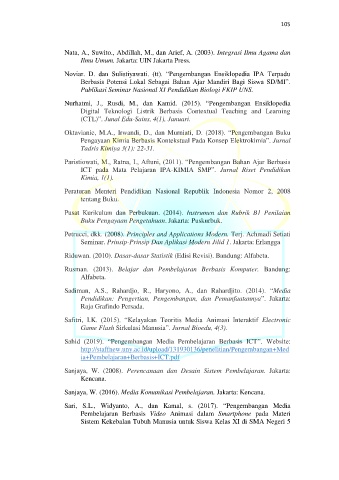 105
Nata, A., Suwito., Abdillah, M., dan Arief, A. (2003). Integrasi Ilmu Agama dan
Ilmu Umum, Jakarta: UIN Jakarta Press.
Noviar. D. dan Sulistiyawati. (tt). "Pengembangan Ensiklopedia IPA Terpadu
Berbasis Potensi Lokal Sebagai Bahan Ajar Mandiri Bagi Siswa SD/MI".
Publikasi Seminar Nasional XI Pendidikan Biologi FKIP UNS.
Nurhatmi, J., Rusdi, M., dan Kamid. (2015). "Pengembangan Ensiklopedia
Digital Teknologi Listrik Berbasis Contextual Teaching and Learning
(CTL)". Jurnal Edu-Sains, 4(1). Januari.
Oktavianic, M.A., Irwandi, D., dan Murniati, D. (2018). "Pengembangan Buku
Pengayaan Kimia Berbasis Kontekstual Pada Konsep Elektrokimia". Jurnal
Tadris Kimiya 3(1): 22-31.
Paristiowati, M., Ratna, I., Albari, (2011). "Pengembangan Bahan Ajar Berbasis
ICT pada Mata Pelajaran IPA-KIMIA SMP". Jurnal Riset Pendidikan
Kimia, 1(1).
Peraturan Menteri Pendidikan Nasional Republik Indonesia Nomor 2, 2008
tentang Buku.
Pusat Kurikulum dan Perbukuan. (2014). Instrumen dan Rubrik B1 Penilaian
Buku Pengayaan Pengetahuan. Jakarta: Puskurbuk.
Petrucci, dkk. (2008). Principles and Applications Modern. Terj. Achmadi Setiati
Seminar. Prinsip-Prinsip Dan Aplikasi Modern Jilid 1. Jakarta: Erlangga
Riduwan. (2010). Dasar-dasar Statistik (Edisi Revisi). Bandung: Alfabeta.
Rusman. (2013). Belajar dan Pembelajaran Berbasis Komputer. Bandung:
Alfabeta.
Sadiman, A.S., Rahardjo, R., Haryono, A., dan Rahardjito. (2014). "Media
Pendidikan: Pengertian, Pengembangan, dan Pemanfaatannya". Jakarta:
Raja Grafindo Persada.
Safitri, I.K. (2015). "Kelayakan Teoritis Media Animasi Interaktif Electronic
Game Flash Sirkulasi Manusia". Jurnal Bioedu, 4(3).
Sahid (2019). "Pengembangan Media Pembelajaran Berbasis ICT". Website:
http://staffnew.uny.ac.id/upload/131930136/penelitian/Pengembangan+Med
ia+Pembelajaran+Berbasis+ICT.pdf
Sanjaya, W. (2008). Perencanaan dan Desain Sistem Pembelajaran. Jakarta:
Kencana.
Sanjaya, W. (2016). Media Komunikasi Pembelajaran. Jakarta: Kencana.
Sari, S.L., Widyanto, A., dan Kamal, s. (2017). "Pengembangan Media
Pembelajaran Berbasis Video Animasi dalam Smartphone pada Materi
Sistem Kekebalan Tubuh Manusia untuk Siswa Kelas XI di SMA Negeri 5